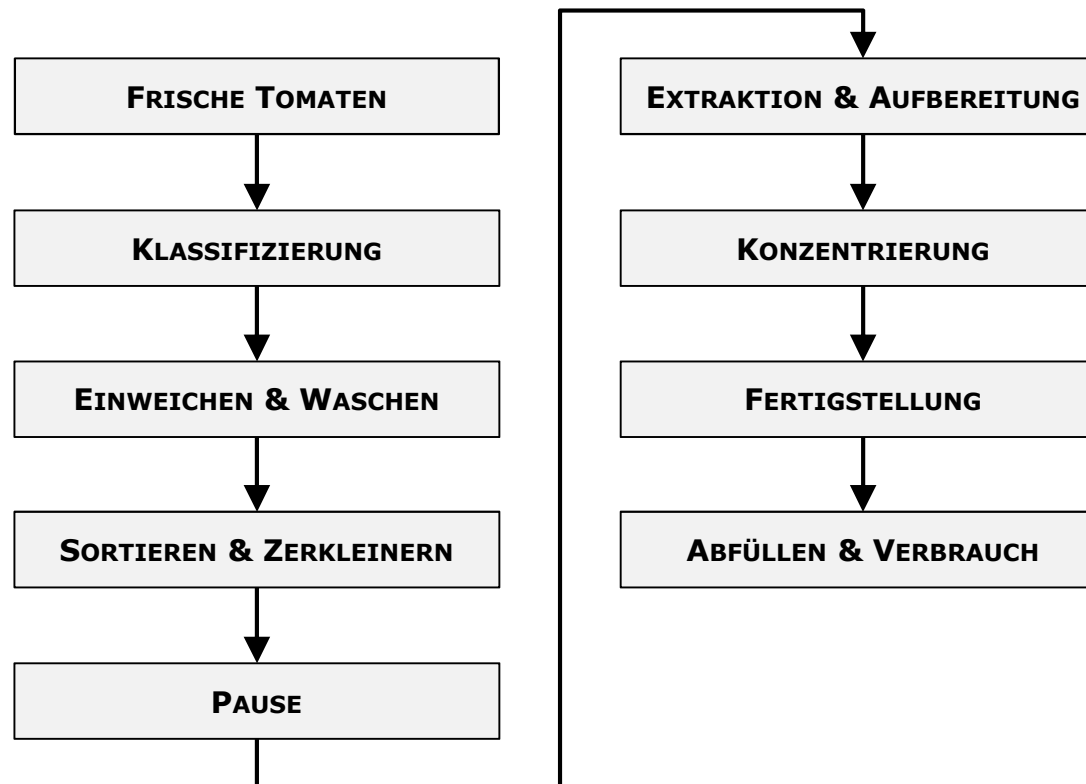 Frische Tomaten
Klassifizierung
Einweichen & Waschen
Sortieren & Zerkleinern
Pause
Extraktion & Aufbereitung
Konzentrierung
Fertigstellung
Abfüllen & Verbrauch